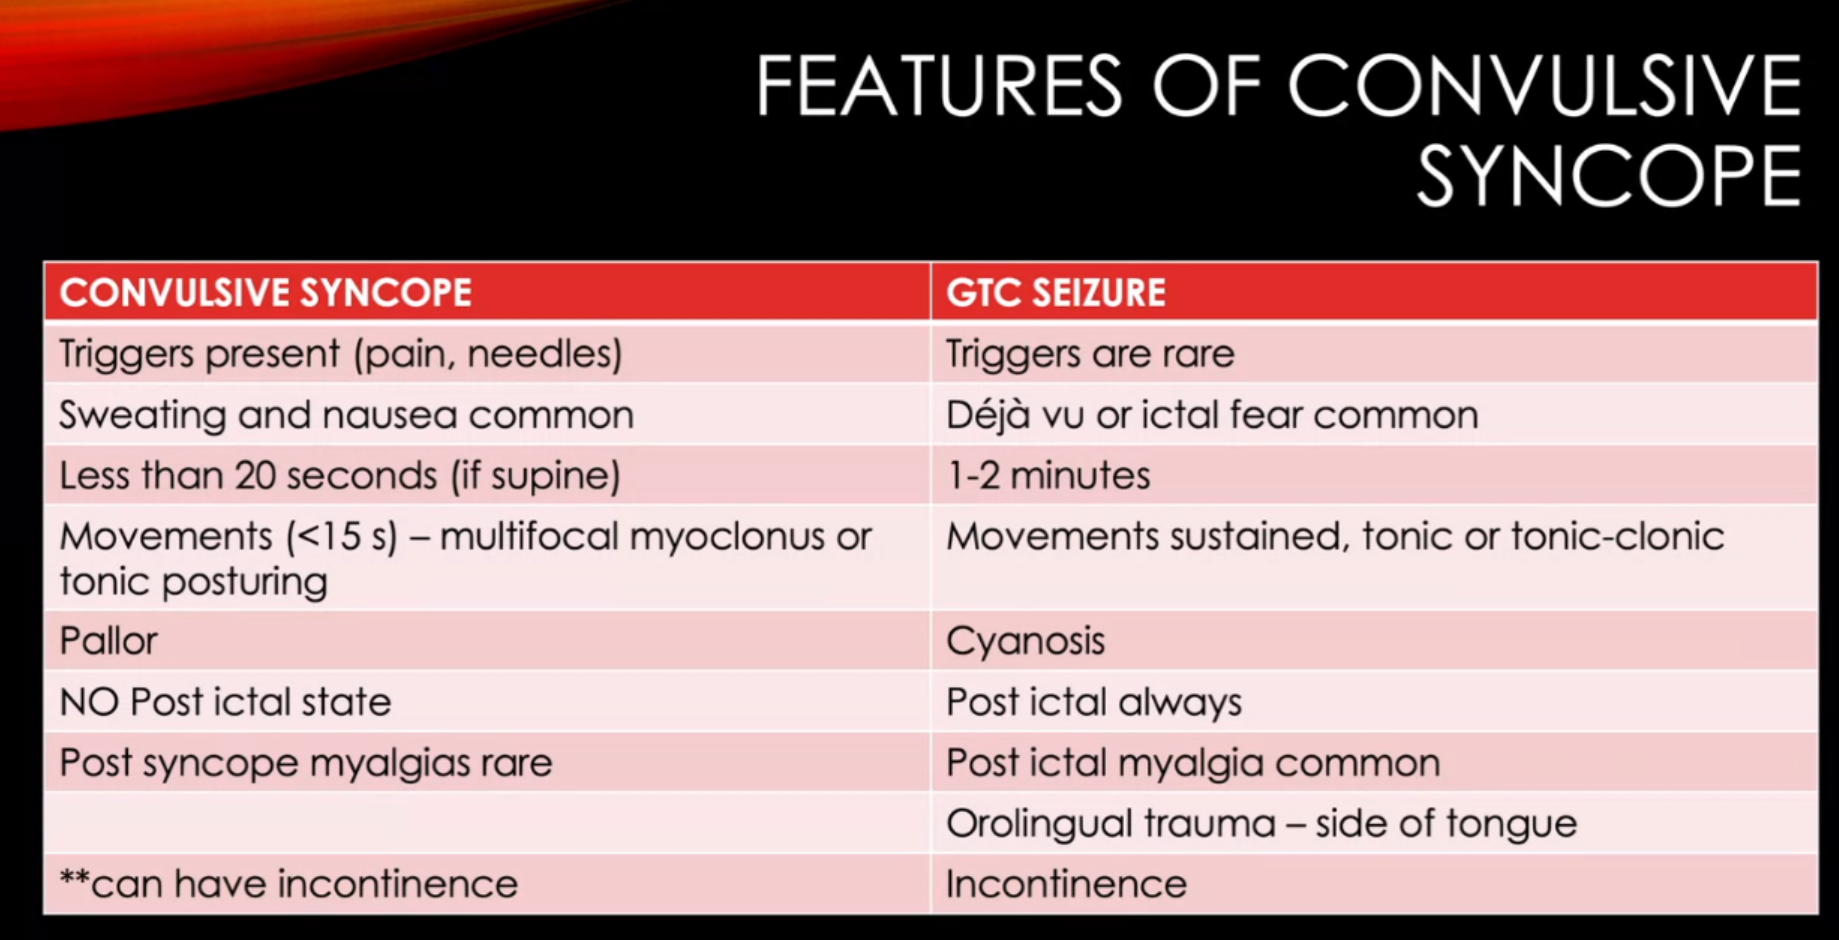 FEATURES OF CONVULSIVE
SYNCOPE
CONVULSIVE SYNCOPE
GTC SEIZURE
Triggers present (pain, needles)
Triggers are rare
Sweating and nausea common
Déjà vu or ictal fear common
Less than 20 seconds (if supine)
1-2 minutes
Movements (<15 s) – multifocal myoclonus or
tonic posturing
Movements sustained, tonic or tonic-clonic
Pallor
Cyanosis
NO Post ictal state
Post ictal always
Post syncope myalgias rare
Post ictal myalgia common
Orolingual trauma – side of tongue
**can have incontinence
Incontinence